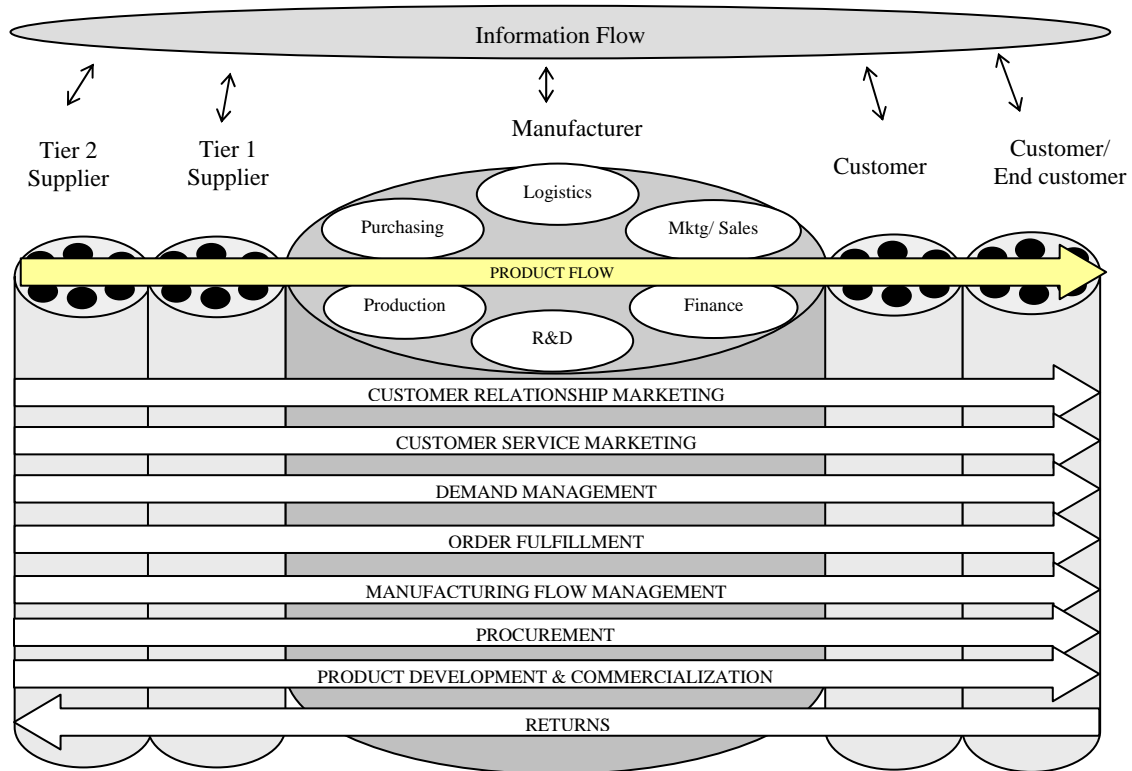 Information Flow
Tier 2
Supplier
Tier 1
Supplier
Manufacturer
Customer
Customer/
End customer
Logistics
Purchasing
Mktg/ Sales
PRODUCT FLOW
Production
Finance
R&D
CUSTOMER RELATIONSHIP MARKETING
CUSTOMER SERVICE MARKETING
DEMAND MANAGEMENT
ORDER FULFILLMENT
MANUFACTURING FLOW MANAGEMENT
PROCUREMENT
PRODUCT DEVELOPMENT & COMMERCIALIZATION
RETURNS